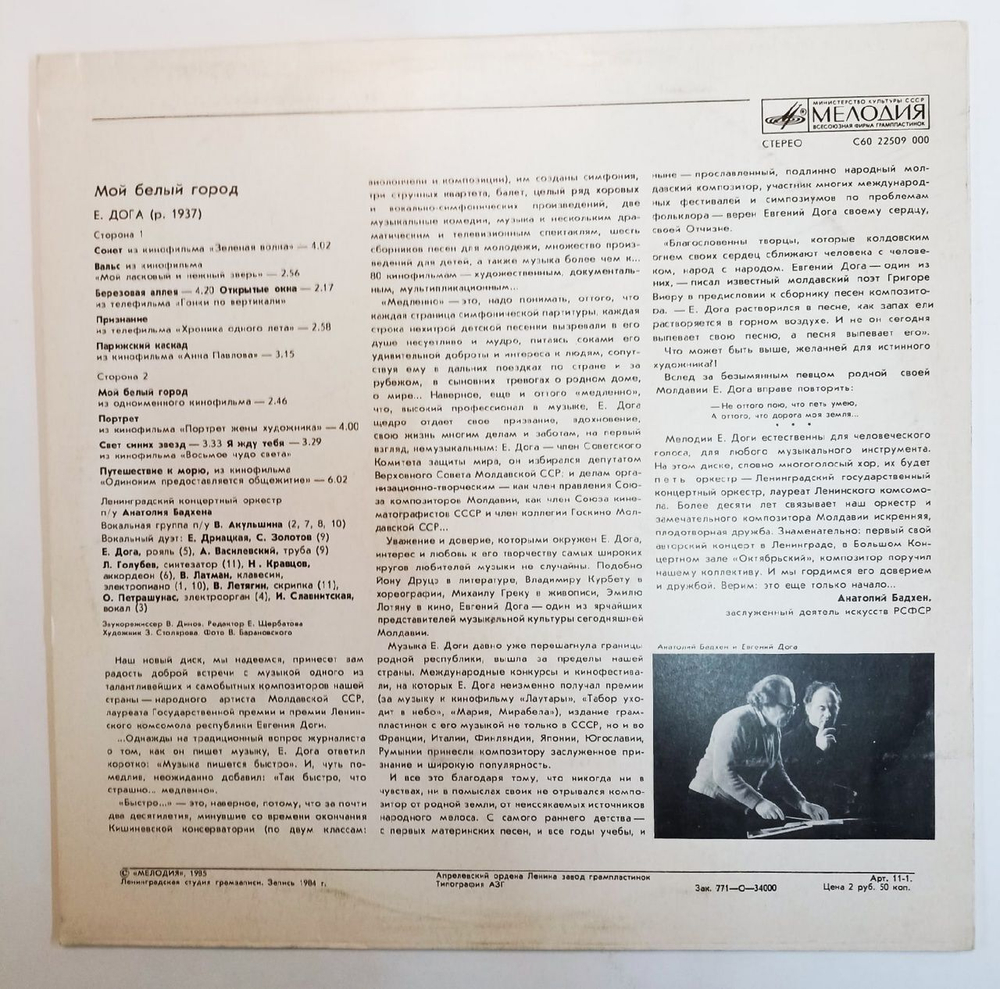 МИНИСТЕРСТВО КУЛЬТУРЫ СССР
МЕЛОДИЯ
ВСЕСОЮЗНАЯ ФИРМА ГРАМПЛАСТИНОК
СТЕРЕО
С60 22509 000
Мой белый город
Е. ДОГА (р. 1937)
Сторона 1
Сонет из кинофильма «Зеленая волна» — 4.02
Вальс из кинофильма
«Мой ласковый и нежный зверь» — 2.56
Березовая аллея — 4.20 Открытые окна — 2.17
из телефильма «Гонки по вертикали»
Признание
из телефильма «Хроника одного лета» — 2.58
Парижский каскад
из кинофильма «Анна Павлова» — 3.15
Сторона 2
Мой белый город
из одноименного кинофильма — 2.46
Портрет
из кинофильма «Портрет жены художника» — 4.00
Свет синих звезд — 3.33 Я жду тебя — 3.29
из кинофильма «Восьмое чудо света»
Путешествие к морю, из кинофильма
«Одиноким предоставляется общежитие» — 6.02
Ленинградский концертный оркестр
п/у Анатолия Бадхена
Вокальная группа п/у В. Акульшина (2, 7, 8, 10)
Вокальный дуэт: Е. Дриацкая, С. Золотов (9)
Е. Дога, рояль (5), А. Василевский, труба (9)
Л. Голубев, синтезатор (11), Н. Кравцов,
аккордеон (6), В. Латман, клавесин,
электропиано (1, 10), В. Летягин, скрипка (11),
О. Петрашунас, электроорган (4), И. Славнитская,
вокал (3)
Звукорежиссер В. Динов. Редактор Е. Щербатова
Художник З. Столярова. Фото В. Барановского
Наш новый диск, мы надеемся, принесет вам
радость доброй встречи с музыкой одного из
талантливейших и самобытных композиторов нашей
страны — народного артиста Молдавской ССР,
лауреата Государственной премии и премии Ленин-
ского комсомола республики Евгения Доги.
...Однажды на традиционный вопрос журналиста
о том, как он пишет музыку, Е. Дога ответил
коротко: «Музыка пишется быстро». И, чуть по-
медлив, неожиданно добавил: «Так быстро, что
страшно... медленно».
«Быстро...» — это, наверное, потому, что за почти
два десятилетия, минувшие со времени окончания
Кишиневской консерватории (по двум классам:
виолончели и композиции), им созданы симфония,
три струнных квартета, балет, целый ряд хоровых
и вокально-симфонических произведений, две
музыкальные комедии, музыка к нескольким дра-
матическим и телевизионным спектаклям, шесть
сборников песен для молодежи, множество произ-
ведений для детей, а также музыка более чем к...
80 кинофильмам — художественным, документаль-
ным, мультипликационным...
«Медленно» — это, надо понимать, оттого, что
каждая страница симфонической партитуры, каждая
строка нехитрой детской песенки вызревали в его
душе несуетливо и мудро, питаясь соками его
удивительной доброты и интереса к людям, сопут-
ствуя ему в дальних поездках по стране и за
рубежом, в сыновних тревогах о родном доме,
о мире... Наверное, еще и оттого «медленно»,
что, высокий профессионал в музыке, Е. Дога
щедро отдает свое призвание, вдохновение,
свою жизнь многим делам и заботам, на первый
взгляд, немузыкальным: Е. Дога — член Советского
Комитета защиты мира, он избирался депутатом
Верховного Совета Молдавской ССР; и делам орга-
низационно-творческим — как член правления Сою-
за композиторов Молдавии, как член Союза кине-
матографистов СССР и член коллегии Госкино Мол-
давской ССР...
Уважение и доверие, которыми окружен Е. Дога,
интерес и любовь к его творчеству самых широких
кругов любителей музыки не случайны. Подобно
Иону Друцэ в литературе, Владимиру Курбету в
хореографии, Михаилу Греку в живописи, Эмилю
Лотяну в кино, Евгений Дога — один из ярчайших
представителей музыкальной культуры сегодняшней
Молдавии.
Музыка Е. Доги давно уже перешагнула границы
родной республики, вышла за пределы нашей
страны. Международные конкурсы и кинофестива-
ли, на которых Е. Дога неизменно получал премии
(за музыку к кинофильму «Лаутары», «Табор ухо-
дит в небо», «Мария, Мирабела»), издание грам-
пластинок с его музыкой не только в СССР, но и во
Франции, Италии, Финляндии, Японии, Югославии,
Румынии принесли композитору заслуженное при-
знание и широкую популярность.
И все это благодаря тому, что никогда ни в
чувствах, ни в помыслах своих не отрывался компо-
зитор от родной земли, от неиссякаемых источников
народного мелоса. С самого раннего детства —
с первых материнских песен, и все годы учебы, и
ныне — прославленный, подлинно народный мол-
давский композитор, участник многих международ-
ных фестивалей и симпозиумов по проблемам
фольклора — верен Евгений Дога своему сердцу,
своей Отчизне.
«Благословенны творцы, которые колдовским
огнем своих сердец сближают человека с челове-
ком, народ с народом. Евгений Дога — один из
них, — писал известный молдавский поэт Григоре
Виеру в предисловии к сборнику песен композито-
ра. — Е. Дога растворился в песне, как запах ели
растворяется в горном воздухе. И не он сегодня
выпевает свою песню, а песня выпевает его».
Что может быть выше, желанней для истинного
художника?!
Вслед за безымянным певцом родной своей
Молдавии Е. Дога вправе повторить:
— Не оттого пою, что петь умею,
А оттого, что дорога моя земля...
* * *
Мелодии Е. Доги естественны для человеческого
голоса, для любого музыкального инструмента.
На этом диске, словно многоголосый хор, их будет
петь оркестр — Ленинградский государственный
концертный оркестр, лауреат Ленинского комсомо-
ла. Более десяти лет связывает наш оркестр и
замечательного композитора Молдавии искренняя,
плодотворная дружба. Знаменательно: первый свой
авторский концерт в Ленинграде, в Большом Кон-
цертном зале «Октябрьский», композитор поручил
нашему коллективу. И мы гордимся его доверием
и дружбой. Верим: это еще только начало...
Анатолий Бадхен,
заслуженный деятель искусств РСФСР
Анатолий Бадхен и Евгений Дога
© «МЕЛОДИЯ», 1985
Ленинградская студия грамзаписи. Запись 1984 г.
Апрелевский ордена Ленина завод грампластинок
Типография АЗГ
Зак. 771—О—34000
Арт. 11-1.
Цена 2 руб. 50 коп.